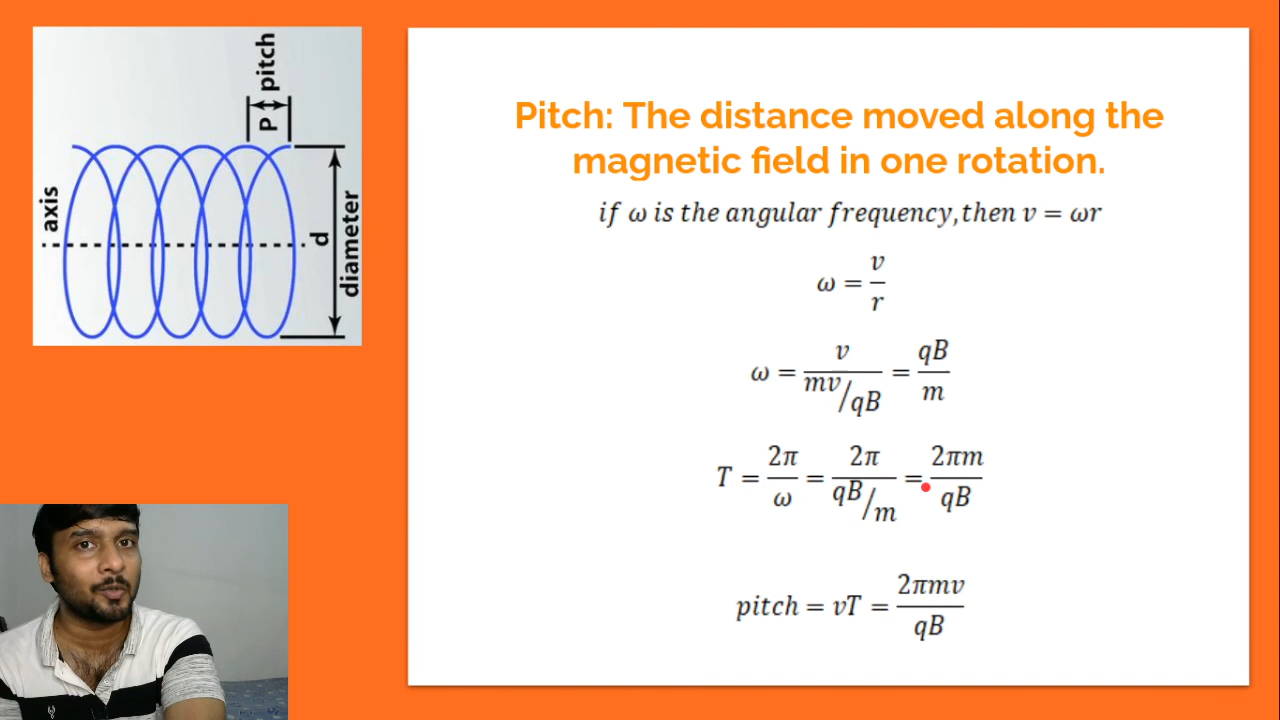 axis
P
pitch
d
diameter
Pitch: The distance moved along the
magnetic field in one rotation.
if ω is the angular frequency, then v = ωr
ω = v/r
ω = v/(mv/qB) = qB/m
T = 2π/ω = 2π/(qB/m) = 2πm/qB
pitch = vT = 2πmv/qB